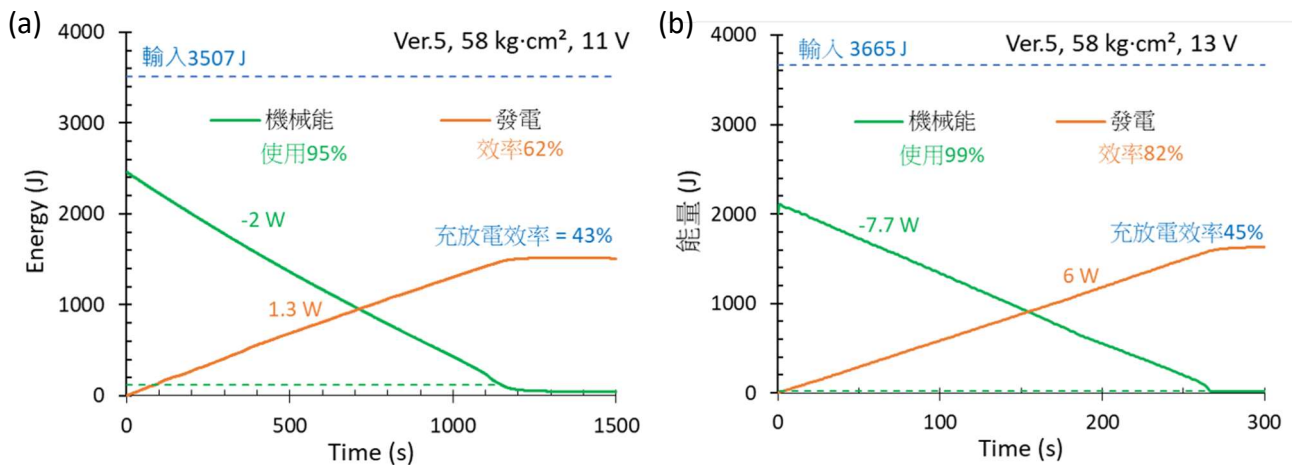 (a)
4000
3000
2000
1000
0
Energy (J)
輸入3507 J
Ver.5, 58 kg·cm², 11 V
機械能
發電
使用95%
效率62%
-2 W
充放電效率 = 43%
1.3 W
0
500
1000
1500
Time (s)
(b)
4000
3000
2000
1000
0
能量 (J)
輸入 3665 J
Ver.5, 58 kg·cm², 13 V
機械能
發電
使用99%
效率82%
-7.7 W
充放電效率45%
6 W
0
100
200
300
Time (s)